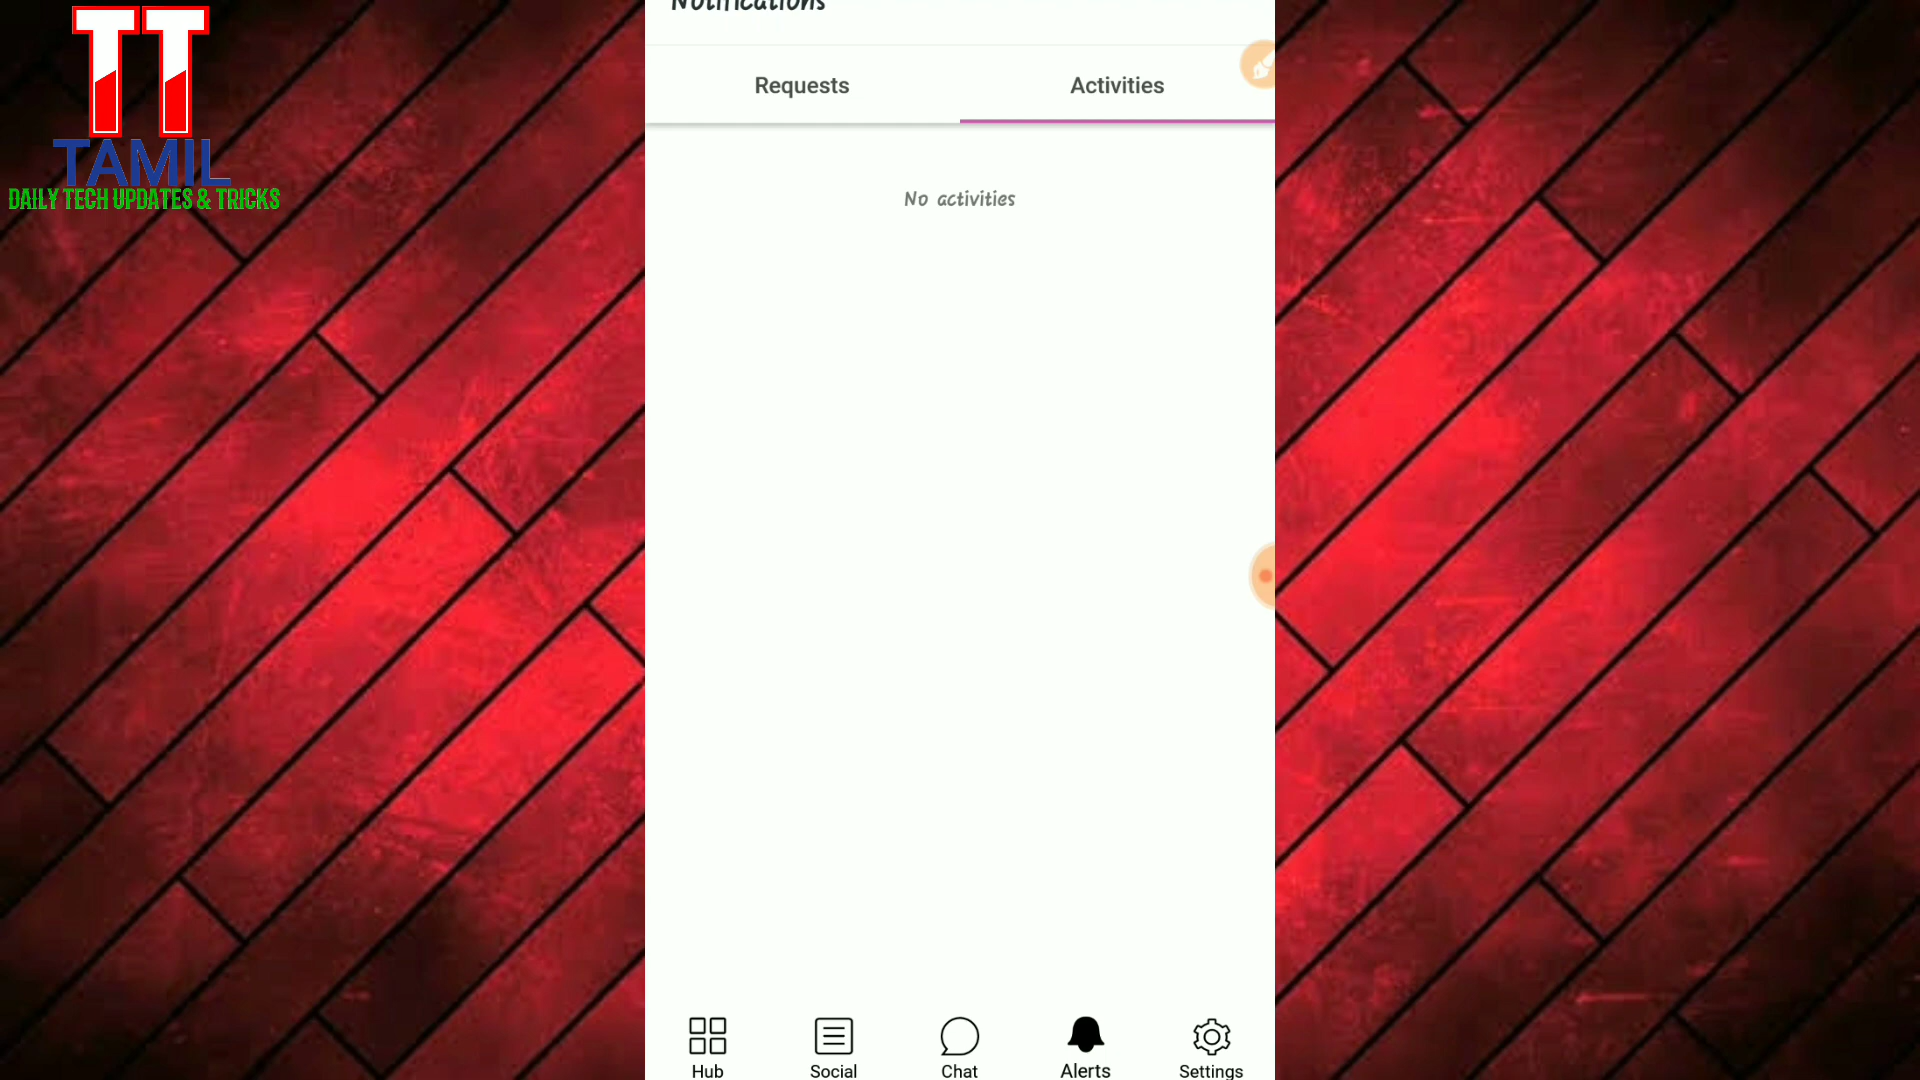 TT
TAMIL
DAILY TECH UPDATES & TRICKS
Notifications
Requests
Activities
No activities
Hub
Social
Chat
Alerts
Settings